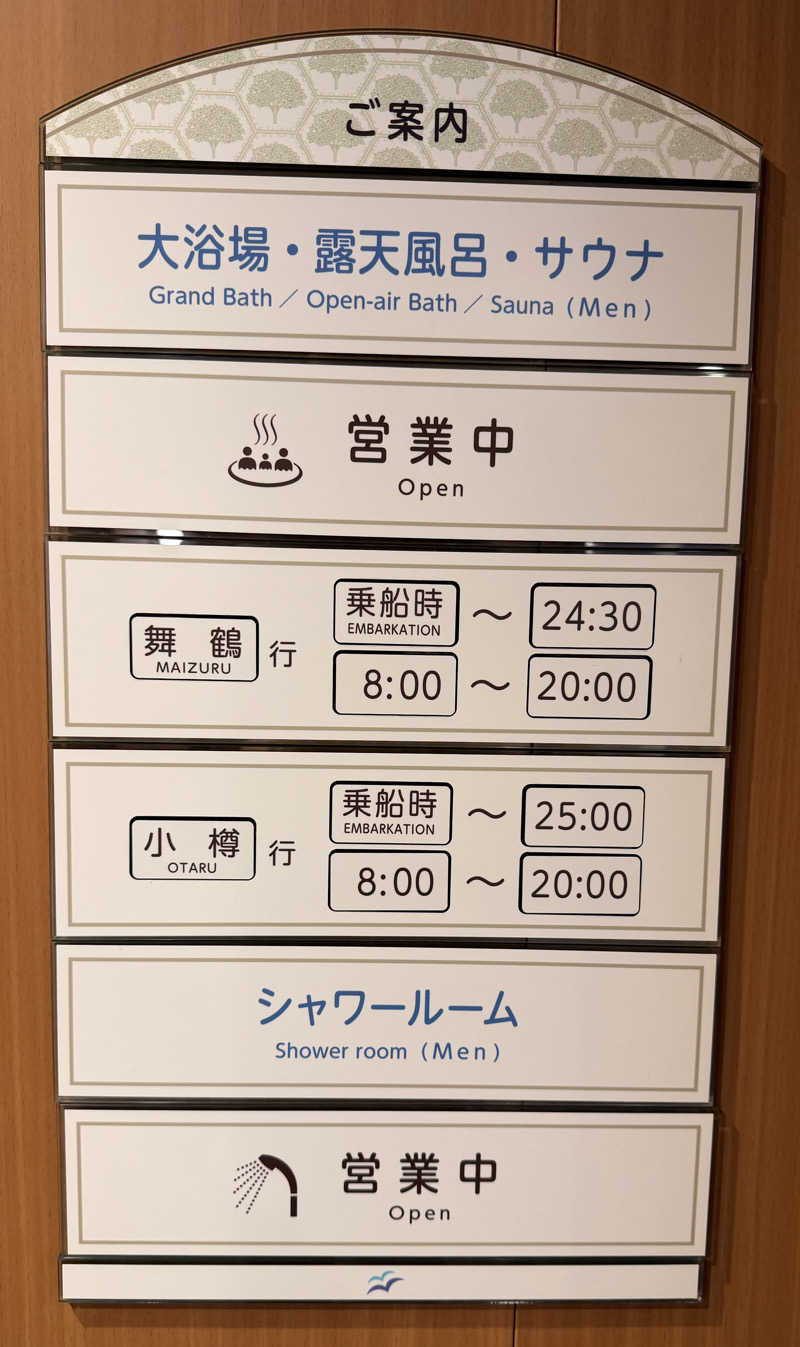 ご案内
大浴場・露天風呂・サウナ
Grand Bath ／ Open-air Bath ／ Sauna (Men)
営業中
Open
舞鶴 行 乗船時 ～ 24:30
MAIZURU EMBARKATION
8:00 ～ 20:00
小樽 行 乗船時 ～ 25:00
OTARU EMBARKATION
8:00 ～ 20:00
シャワールーム
Shower room (Men)
営業中
Open